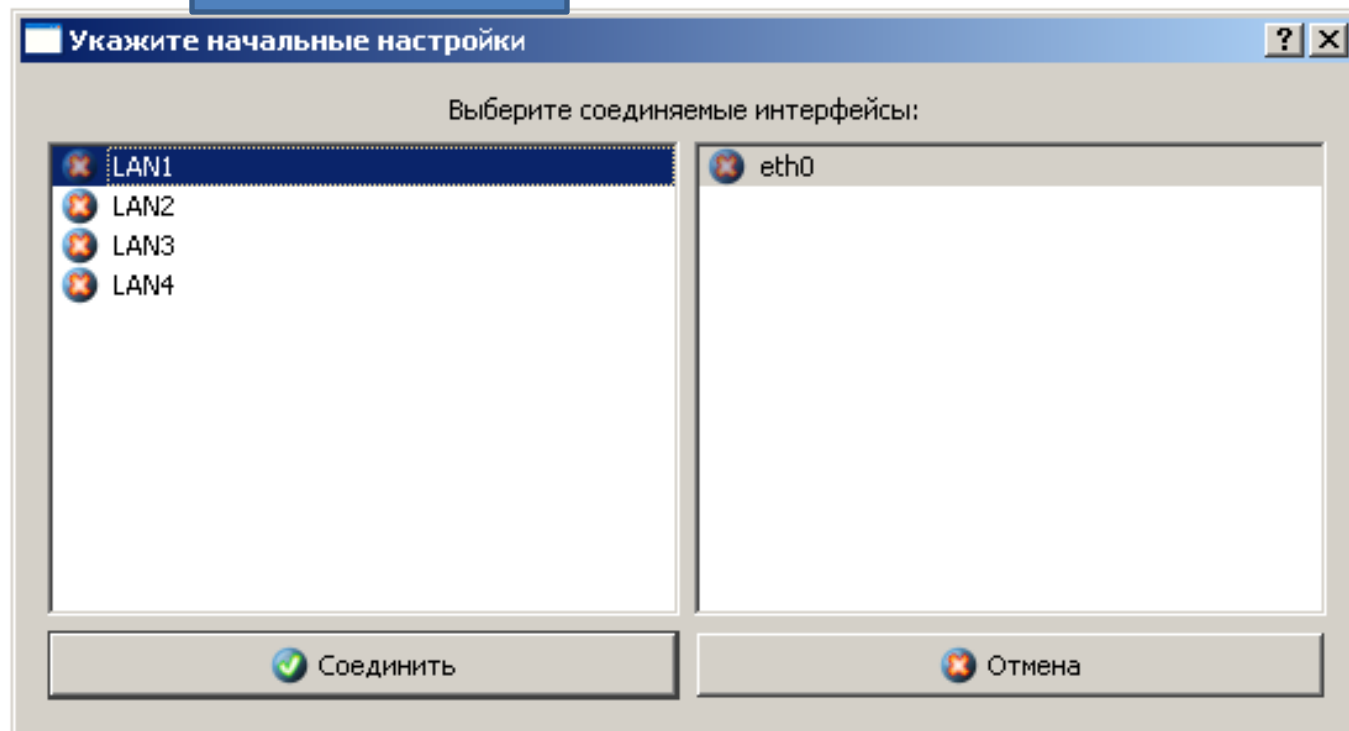 Укажите начальные настройки
Выберите соединяемые интерфейсы:
LAN1
LAN2
LAN3
LAN4
eth0
Соединить
Отмена